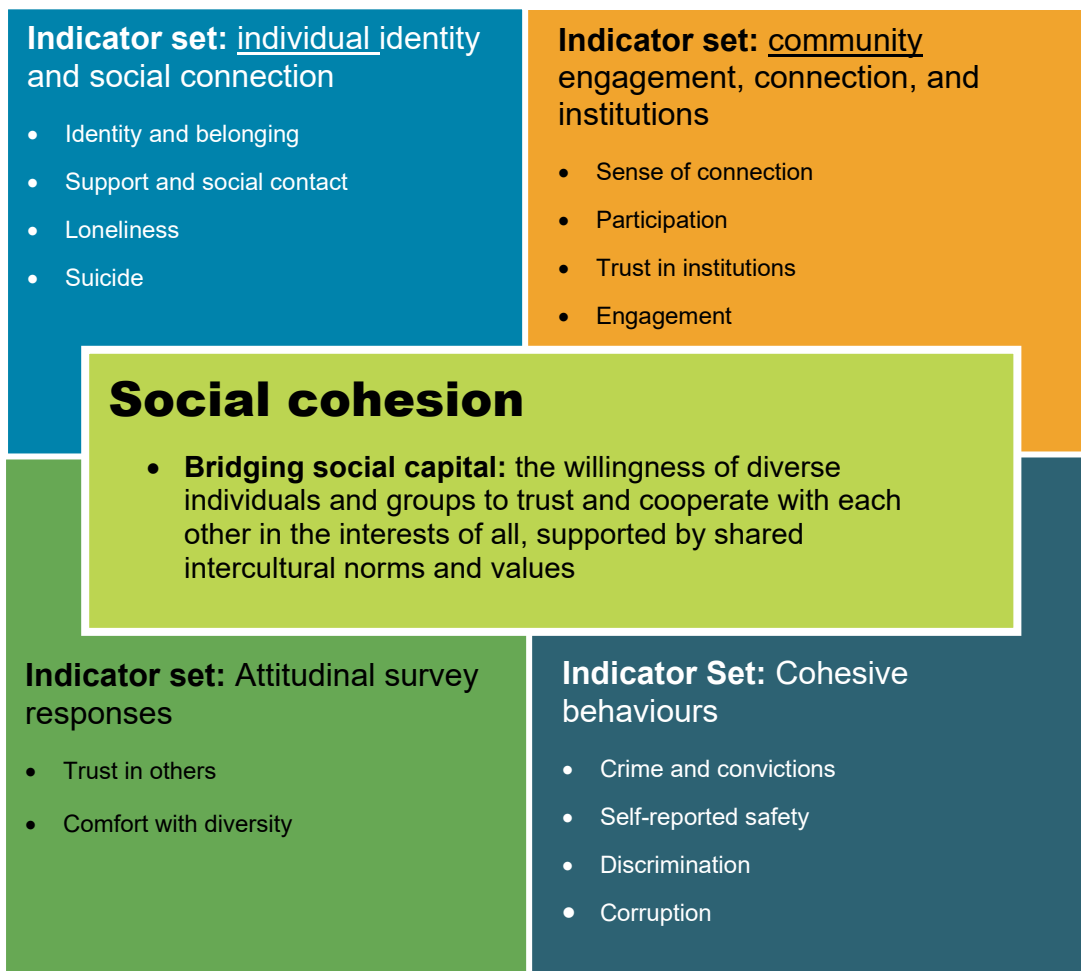 Indicator set: individual identity
and social connection
• Identity and belonging
• Support and social contact
• Loneliness
• Suicide
Indicator set: community
engagement, connection, and
institutions
• Sense of connection
• Participation
• Trust in institutions
• Engagement
Social cohesion
• Bridging social capital: the willingness of diverse
individuals and groups to trust and cooperate with each
other in the interests of all, supported by shared
intercultural norms and values
Indicator set: Attitudinal survey
responses
• Trust in others
• Comfort with diversity
Indicator Set: Cohesive
behaviours
• Crime and convictions
• Self-reported safety
• Discrimination
• Corruption